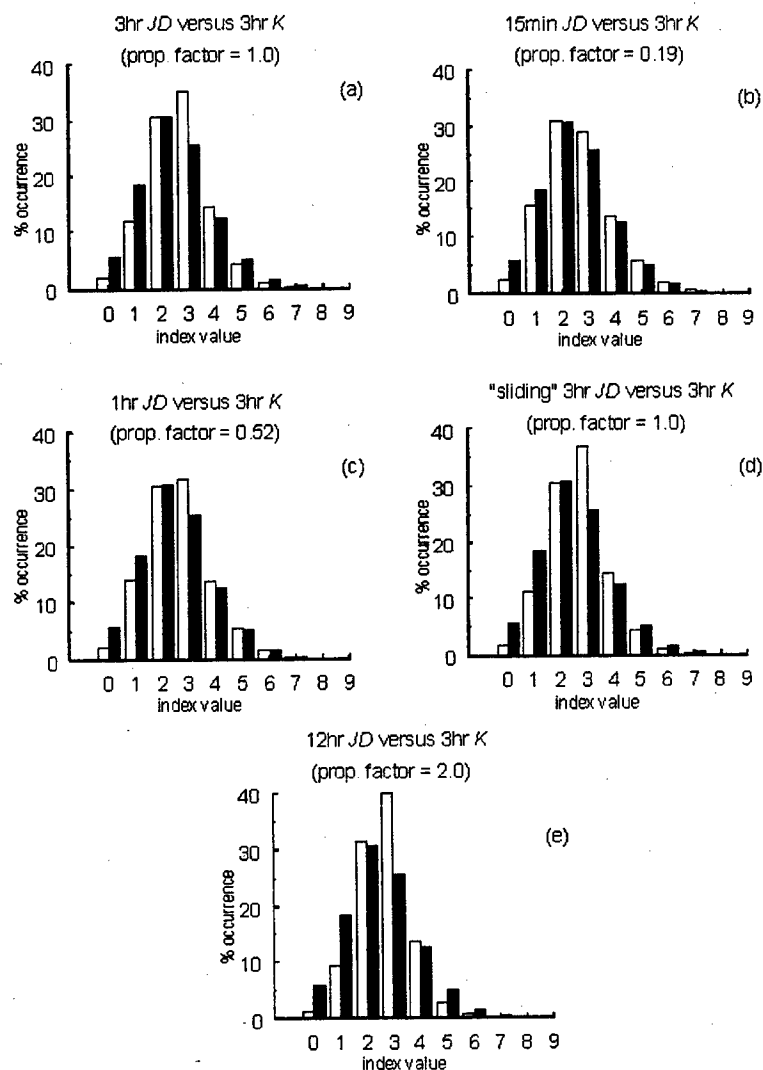 3hr JD versus 3hr K
(prop. factor = 1.0)
(a)
% occurrence
40
30
20
10
0
0 1 2 3 4 5 6 7 8 9
index value
15min JD versus 3hr K
(prop. factor = 0.19)
(b)
% occurrence
40
30
20
10
0
0 1 2 3 4 5 6 7 8 9
index value
1hr JD versus 3hr K
(prop. factor = 0.52)
(c)
% occurrence
40
30
20
10
0
0 1 2 3 4 5 6 7 8 9
index value
"sliding" 3hr JD versus 3hr K
(prop. factor = 1.0)
(d)
% occurrence
40
30
20
10
0
0 1 2 3 4 5 6 7 8 9
index value
12hr JD versus 3hr K
(prop. factor = 2.0)
(e)
% occurrence
40
30
20
10
0
0 1 2 3 4 5 6 7 8 9
index value